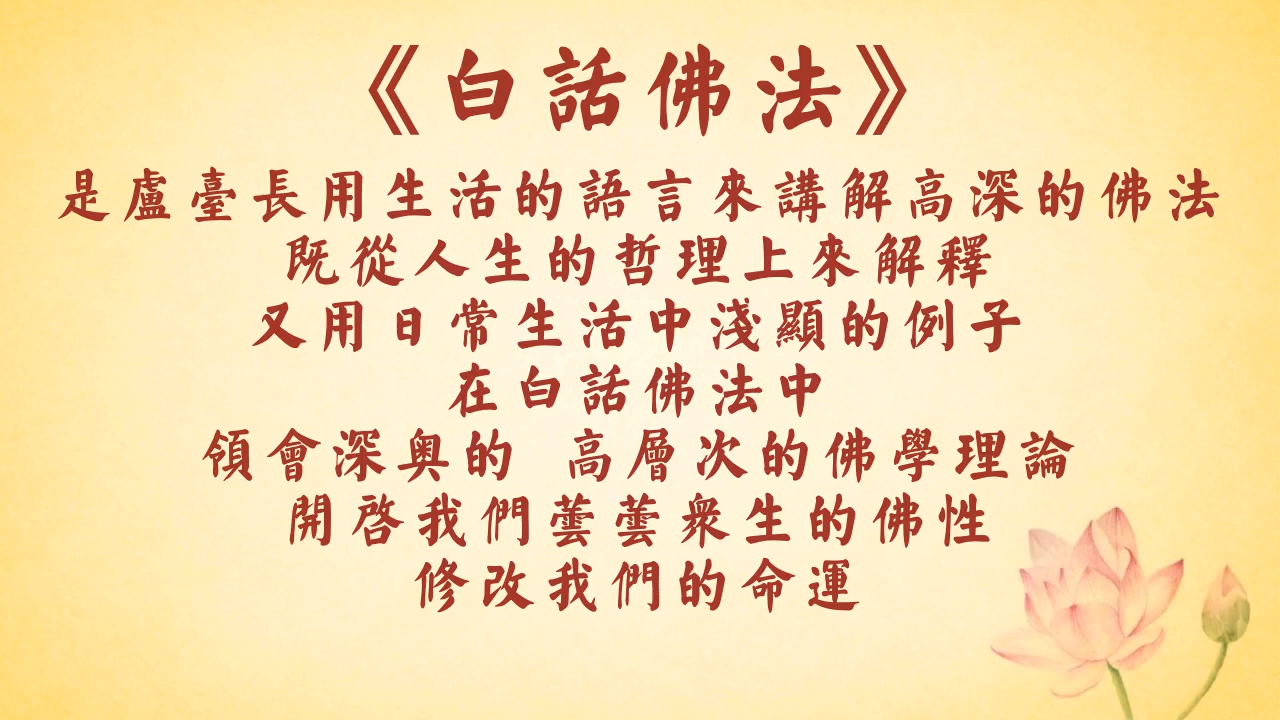 《白話佛法》
是盧臺長用生活的語言來講解高深的佛法
既從人生的哲理上來解釋
又用日常生活中淺顯的例子
在白話佛法中
領會深奧的 高層次的佛學理論
開啓我們蕓蕓衆生的佛性
修改我們的命運